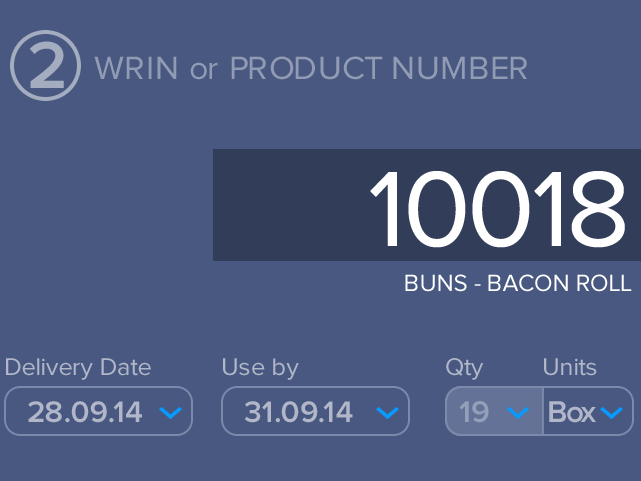 2 WRIN or PRODUCT NUMBER
10018
BUNS - BACON ROLL
Delivery Date Use by Qty Units
28.09.14 31.09.14 19 Box